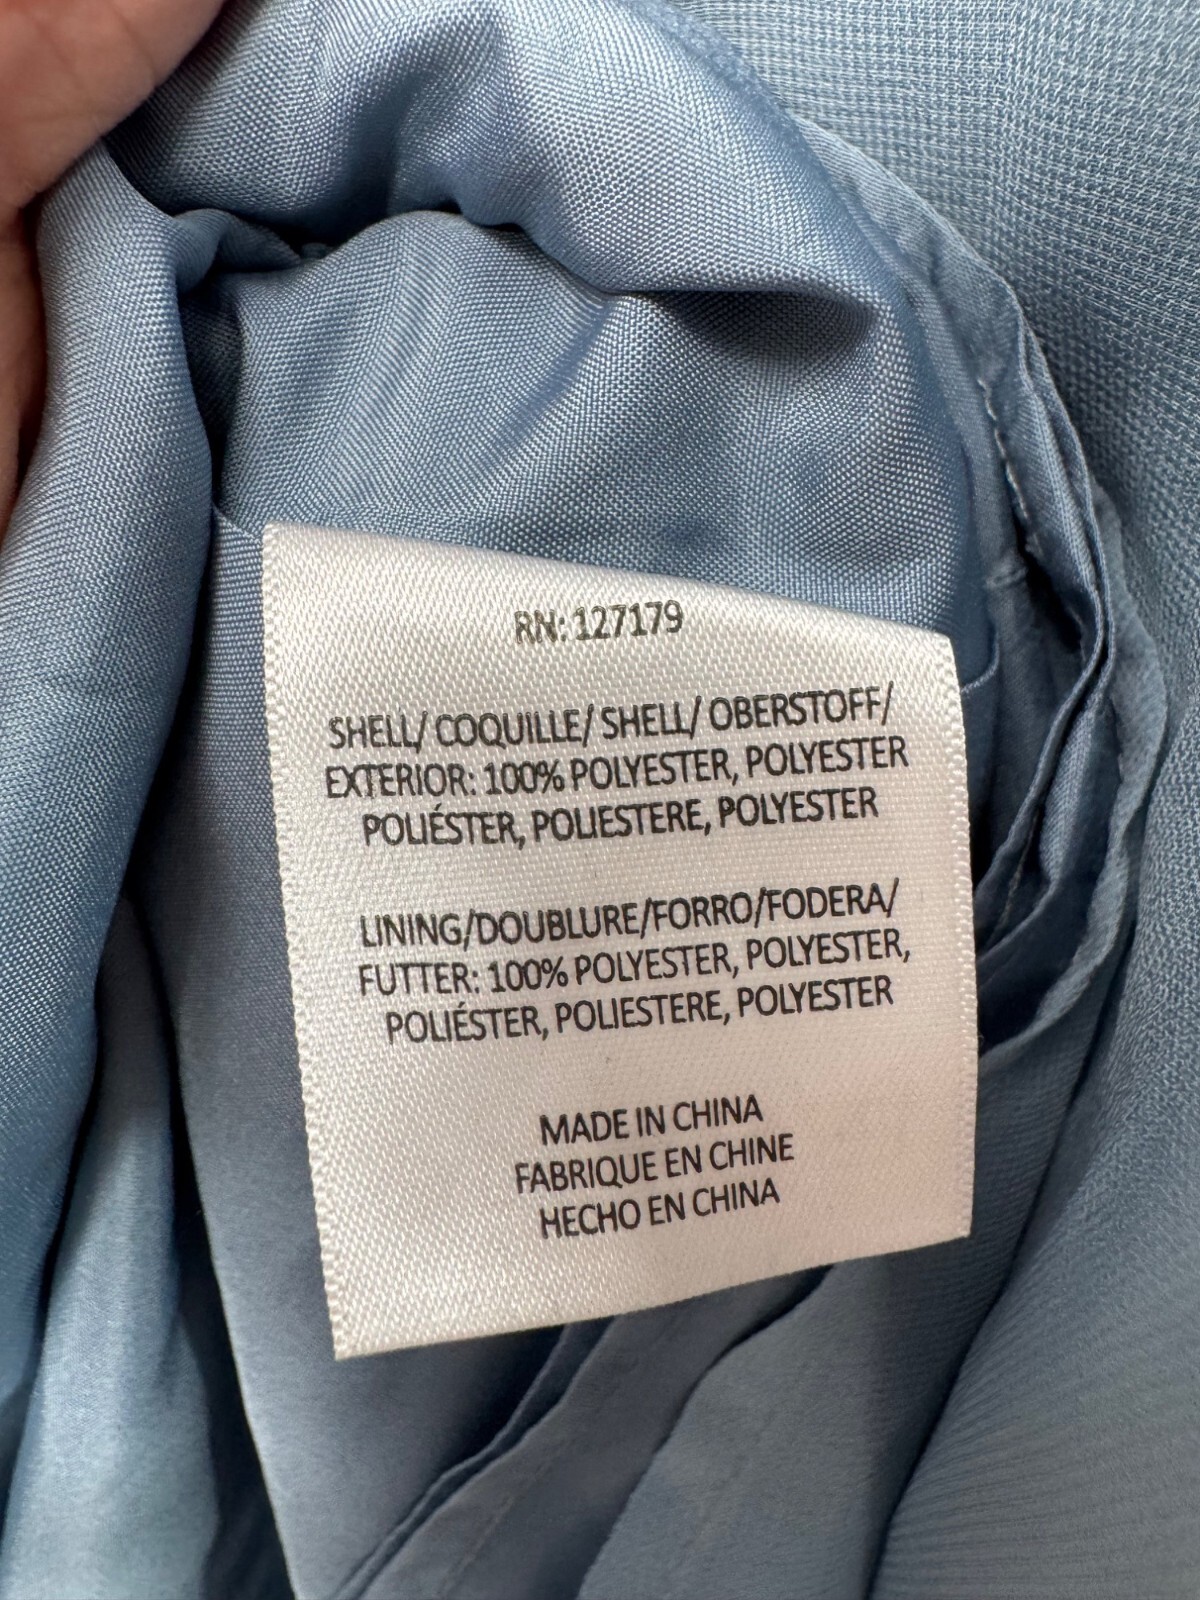 RN: 127179
SHELL/ COQUILLE/ SHELL/ OBERSTOFF/
EXTERIOR: 100% POLYESTER, POLYESTER
POLIÉSTER, POLIESTERE, POLYESTER
LINING/DOUBLURE/FORRO/FODERA/
FUTTER: 100% POLYESTER, POLYESTER,
POLIÉSTER, POLIESTERE, POLYESTER
MADE IN CHINA
FABRIQUE EN CHINE
HECHO EN CHINA